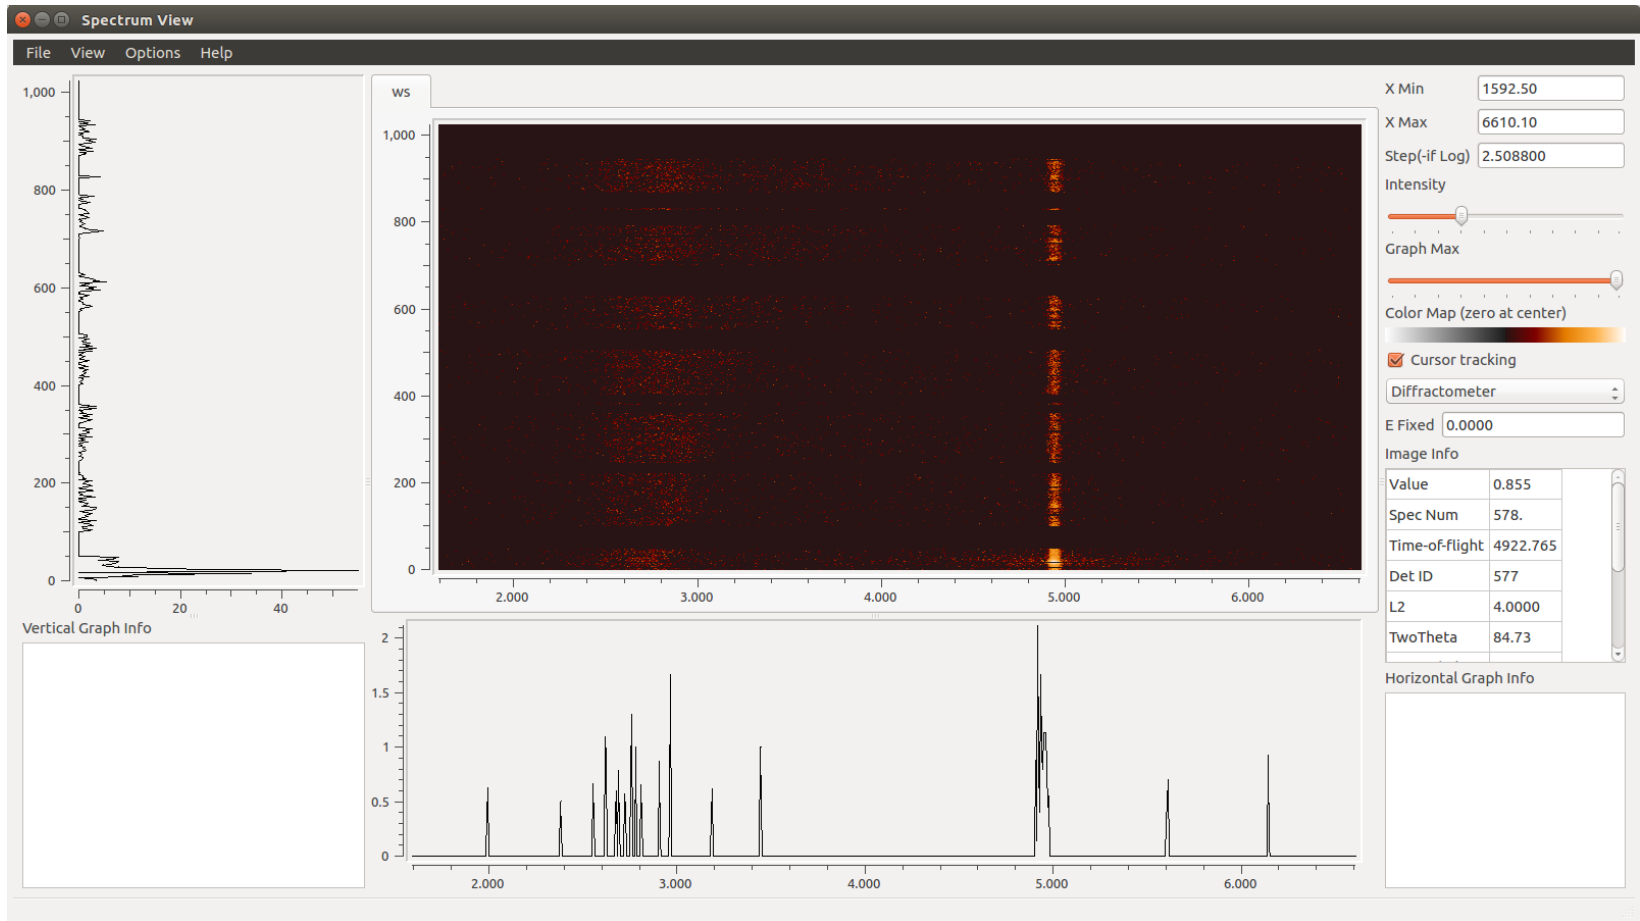 Spectrum View
File View Options Help
1,000
800
600
400
200
0
0 20 40
Vertical Graph Info
ws
1,000
800
600
400
200
0
2.000 3.000 4.000 5.000 6.000
2
1.5
1
0.5
0
2.000 3.000 4.000 5.000 6.000
X Min 1592.50
X Max 6610.10
Step(-if Log) 2.508800
Intensity
Graph Max
Color Map (zero at center)
Cursor tracking
Diffractometer
E Fixed 0.0000
Image Info
Value 0.855
Spec Num 578.
Time-of-flight 4922.765
Det ID 577
L2 4.0000
TwoTheta 84.73
Horizontal Graph Info